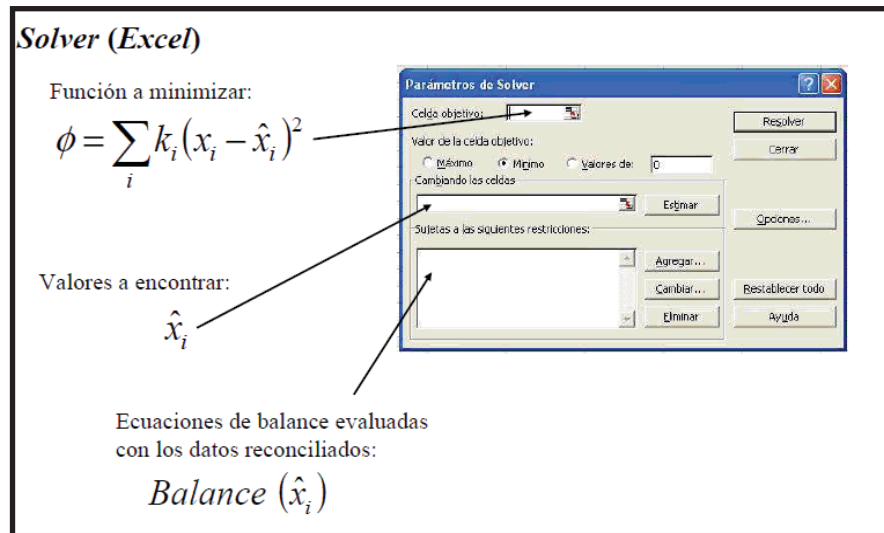 Solver (Excel)
Función a minimizar:
ϕ = ∑ᵢ kᵢ(xᵢ − x̂ᵢ)²
Valores a encontrar:
x̂ᵢ
Ecuaciones de balance evaluadas
con los datos reconciliados:
Balance (x̂ᵢ)
Parámetros de Solver
Celda objetivo:
Valor de la celda objetivo:
Máximo Mínimo Valores de: 0
Cambiando las celdas
Estimar
Sujetas a las siguientes restricciones:
Agregar...
Cambiar...
Eliminar
Resolver
Cerrar
Opciones...
Restablecer todo
Ayuda